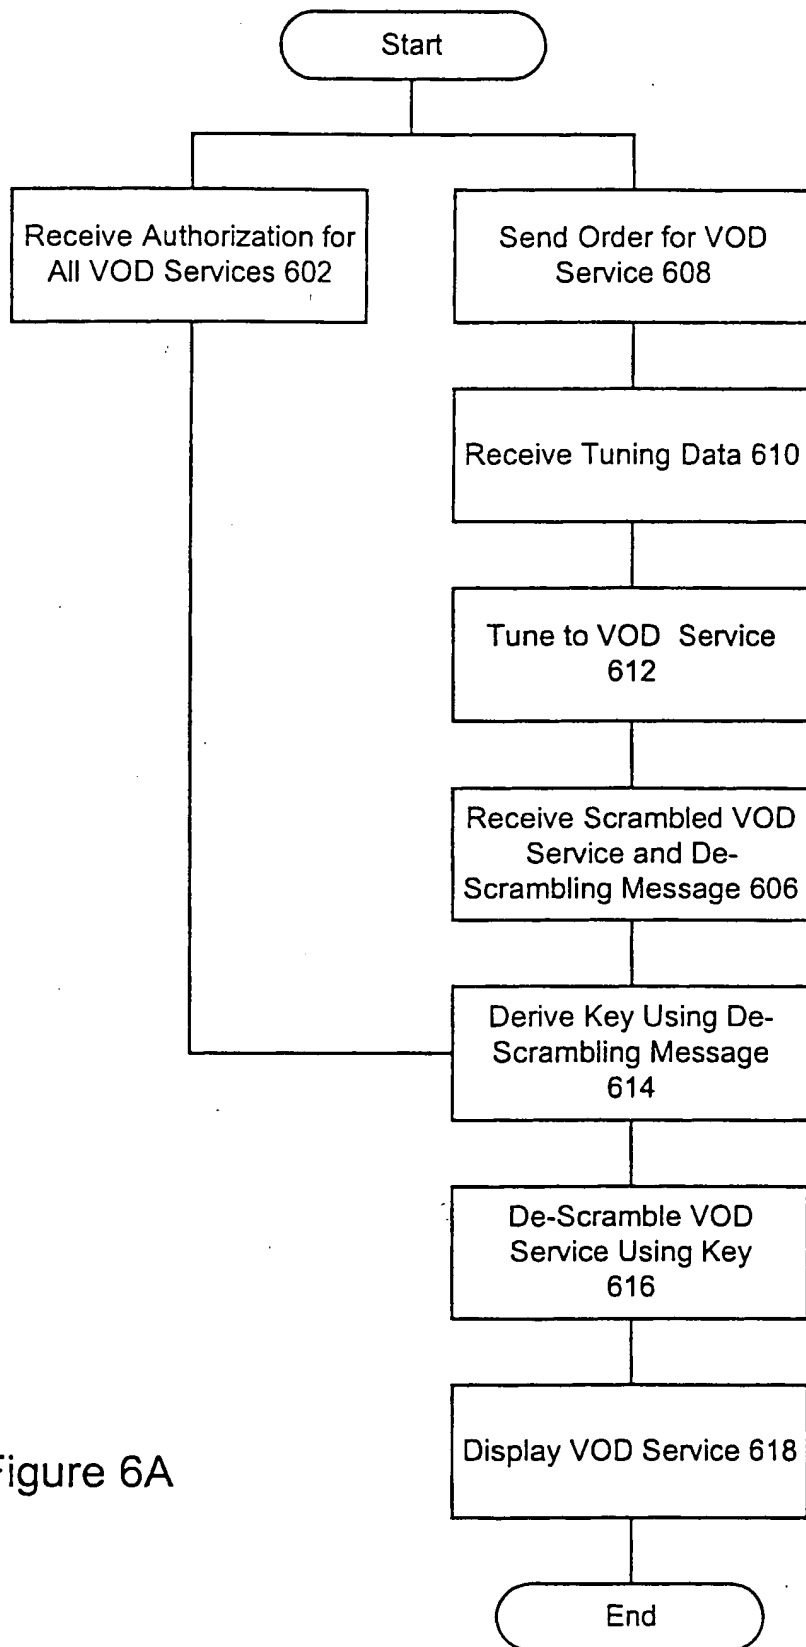 Start
Receive Authorization for
All VOD Services 602
Send Order for VOD
Service 608
Receive Tuning Data 610
Tune to VOD Service
612
Receive Scrambled VOD
Service and De-
Scrambling Message 606
Derive Key Using De-
Scrambling Message
614
De-Scramble VOD
Service Using Key
616
Display VOD Service 618
Figure 6A
End